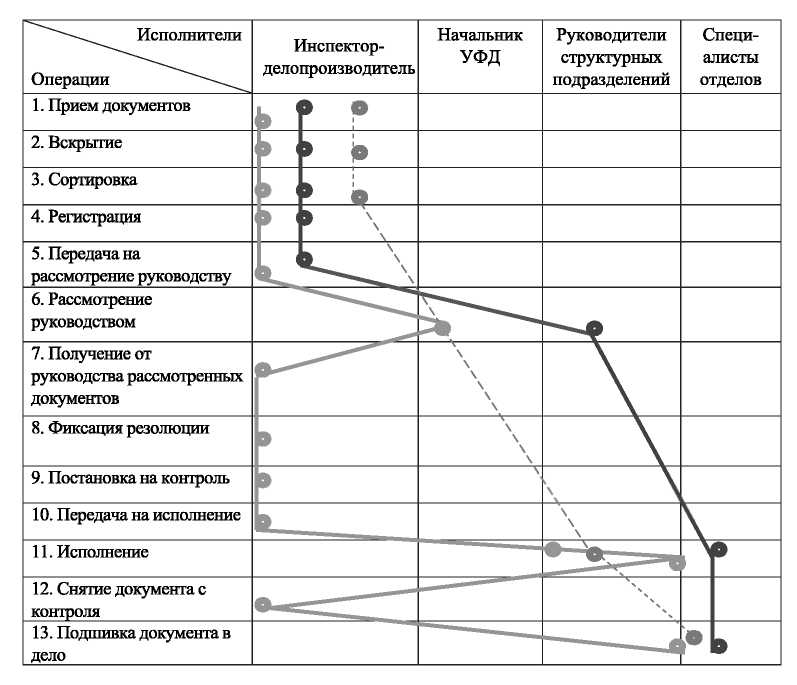 Исполнители
Операции
Инспектор-
делопроизводитель
Начальник
УФД
Руководители
структурных
подразделений
Специ-
алисты
отделов
1. Прием документов
2. Вскрытие
3. Сортировка
4. Регистрация
5. Передача на
рассмотрение руководству
6. Рассмотрение
руководством
7. Получение от
руководства рассмотренных
документов
8. Фиксация резолюции
9. Постановка на контроль
10. Передача на исполнение
11. Исполнение
12. Снятие документа с
контроля
13. Подшивка документа в
дело